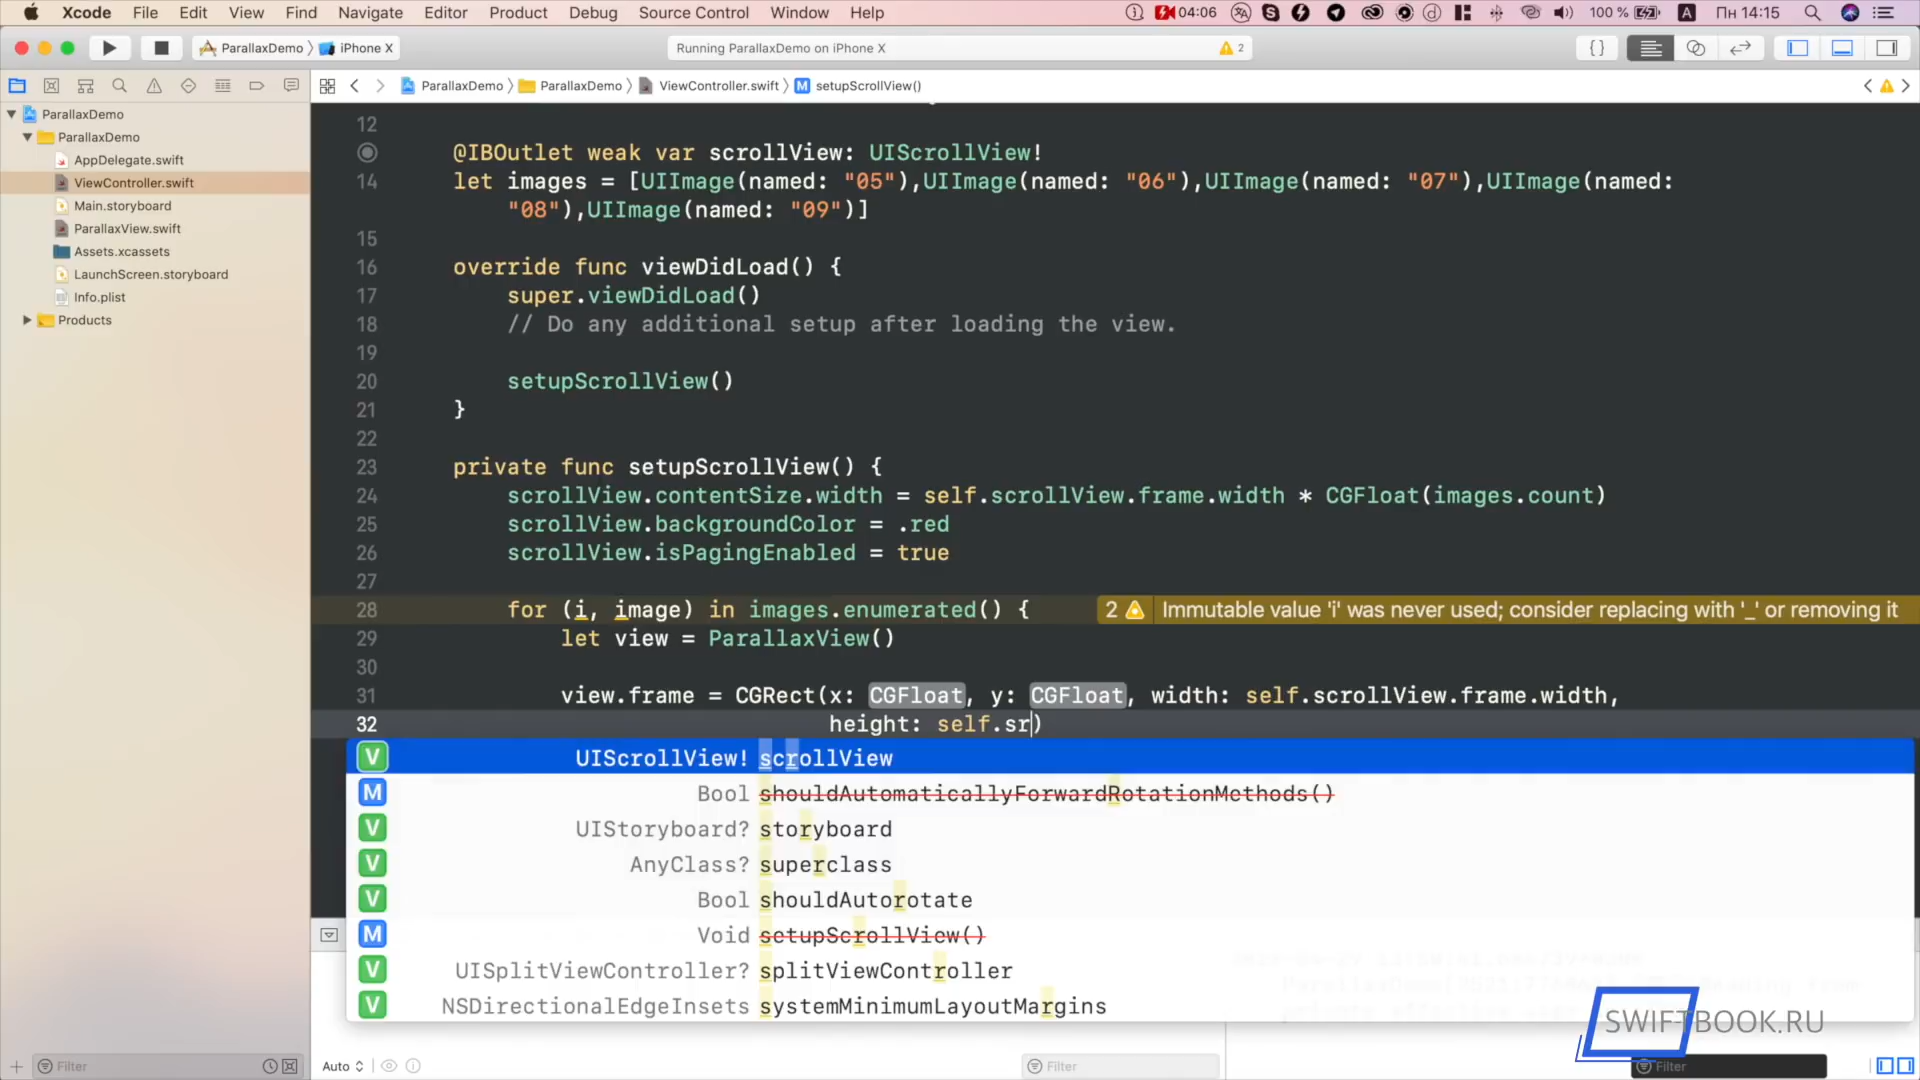 Xcode File Edit View Find Navigate Editor Product Debug Source Control Window Help 04:06 100 % A Пн 14:15
ParallaxDemo iPhone X Running ParallaxDemo on iPhone X 2
ParallaxDemo ParallaxDemo ViewController.swift M setupScrollView()
ParallaxDemo
ParallaxDemo
AppDelegate.swift
ViewController.swift
Main.storyboard
ParallaxView.swift
Assets.xcassets
LaunchScreen.storyboard
Info.plist
Products
12
@IBOutlet weak var scrollView: UIScrollView!
14 let images = [UIImage(named: "05"),UIImage(named: "06"),UIImage(named: "07"),UIImage(named:
"08"),UIImage(named: "09")]
15
16 override func viewDidLoad() {
17 super.viewDidLoad()
18 // Do any additional setup after loading the view.
19
20 setupScrollView()
21 }
22
23 private func setupScrollView() {
24 scrollView.contentSize.width = self.scrollView.frame.width * CGFloat(images.count)
25 scrollView.backgroundColor = .red
26 scrollView.isPagingEnabled = true
27
28 for (i, image) in images.enumerated() { 2 Immutable value 'i' was never used; consider replacing with '_' or removing it
29 let view = ParallaxView()
30
31 view.frame = CGRect(x: CGFloat, y: CGFloat, width: self.scrollView.frame.width,
32 height: self.sr)
V UIScrollView! scrollView
M Bool shouldAutomaticallyForwardRotationMethods()
V UIStoryboard? storyboard
V AnyClass? superclass
V Bool shouldAutorotate
M Void setupScrollView()
V UISplitViewController? splitViewController
V NSDirectionalEdgeInsets systemMinimumLayoutMargins
SWIFTBOOK.RU
Filter Auto Filter Filter